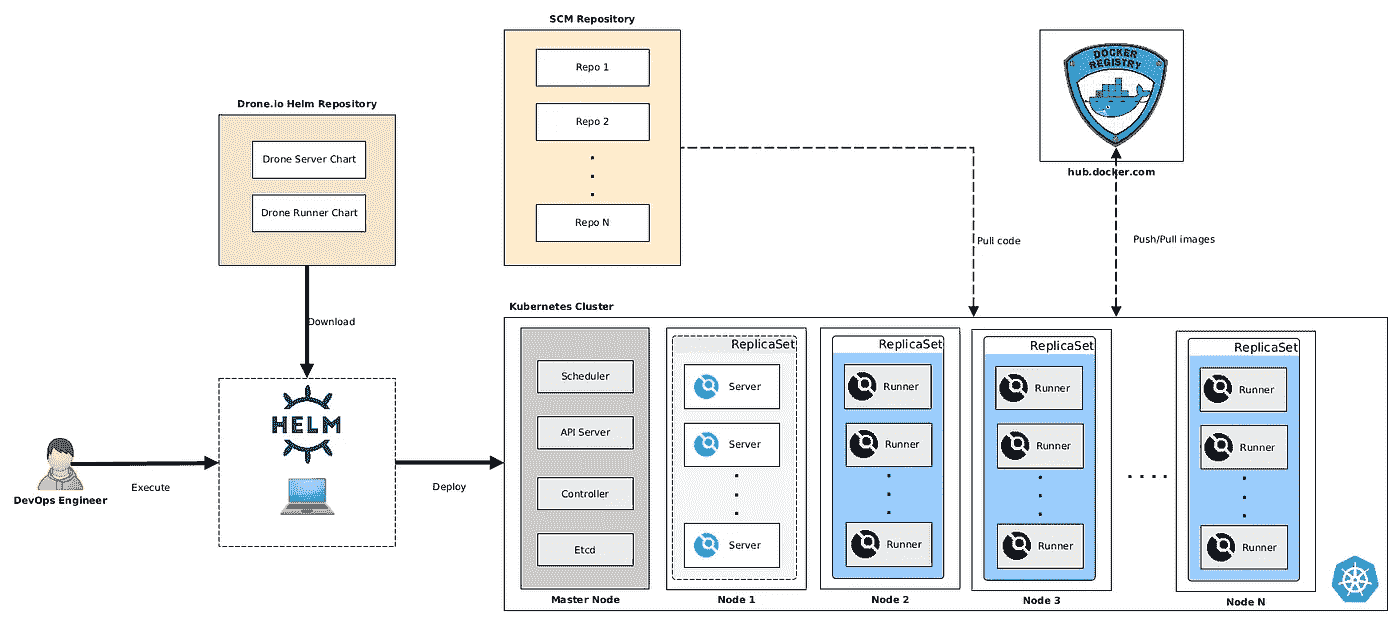 SCM Repository
Repo 1
Repo 2
Repo N
DOCKER
REGISTRY
hub.docker.com
Drone.io Helm Repository
Drone Server Chart
Drone Runner Chart
Download
Pull code
Push/Pull images
HELM
DevOps Engineer
Execute
Deploy
Kubernetes Cluster
Scheduler
API Server
Controller
Etcd
Master Node
ReplicaSet
Server
Server
Server
Node 1
ReplicaSet
Runner
Runner
Runner
Node 2
ReplicaSet
Runner
Runner
Runner
Node 3
ReplicaSet
Runner
Runner
Runner
Node N